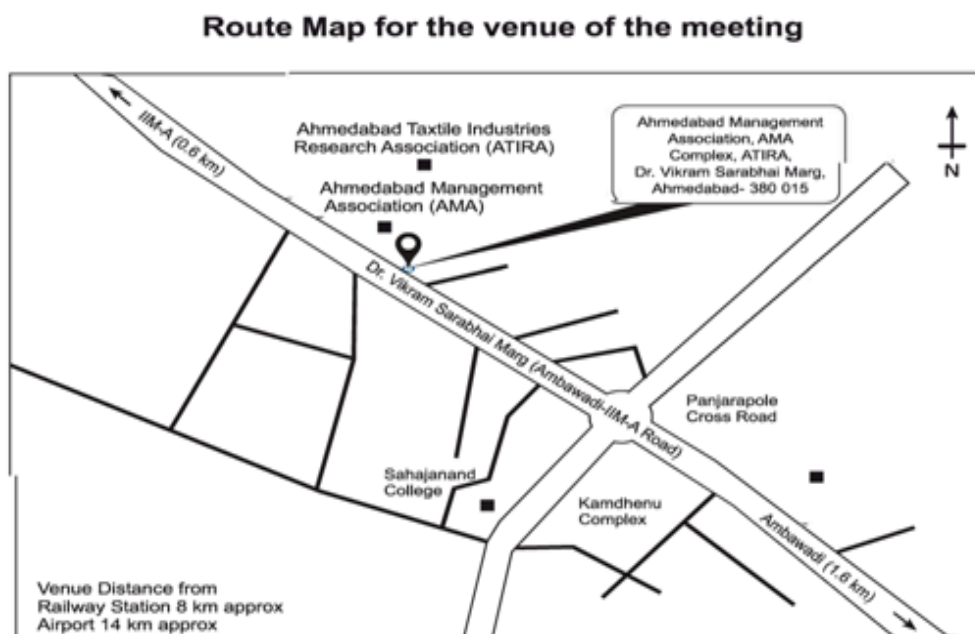 Route Map for the venue of the meeting
IIM-A (0.6 km)
Ahmedabad Taxtile Industries
Research Association (ATIRA)
Ahmedabad Management
Association (AMA)
Ahmedabad Management
Association, AMA
Complex, ATIRA,
Dr. Vikram Sarabhai Marg,
Ahmedabad- 380 015
N
Dr. Vikram Sarabhai Marg (Ambawadi-IIM-A Road)
Panjarapole
Cross Road
Sahajanand
College
Kamdhenu
Complex
Ambawadi (1.6 km)
Venue Distance from
Railway Station 8 km approx
Airport 14 km approx